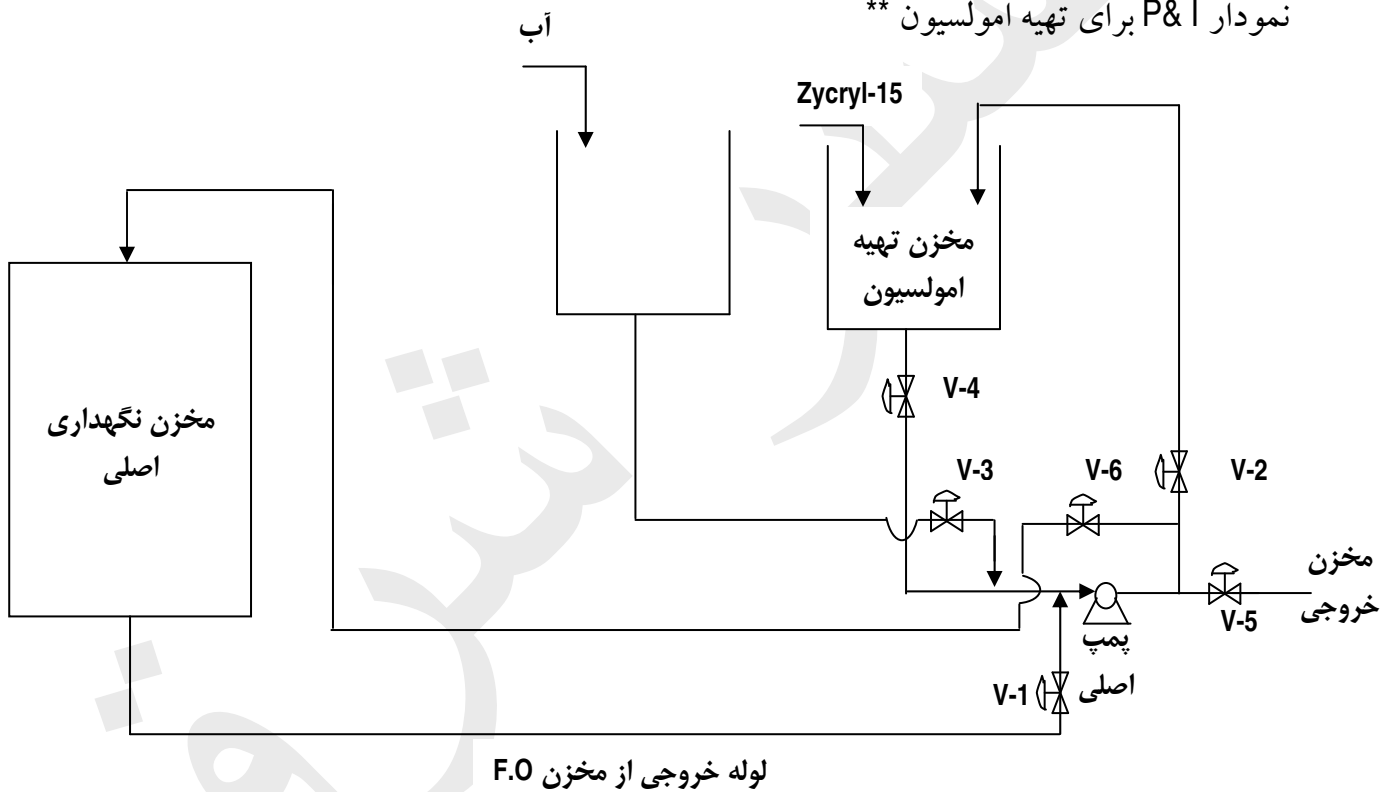 نمودار P& I برای تهیه امولسیون **
آب
Zycryl-15
مخزن تهیه
امولسیون
مخزن نگهداری
اصلی
V-4
V-3
V-6
V-2
مخزن
خروجی
V-5
پمپ
اصلی
V-1
لوله خروجی از مخزن F.O